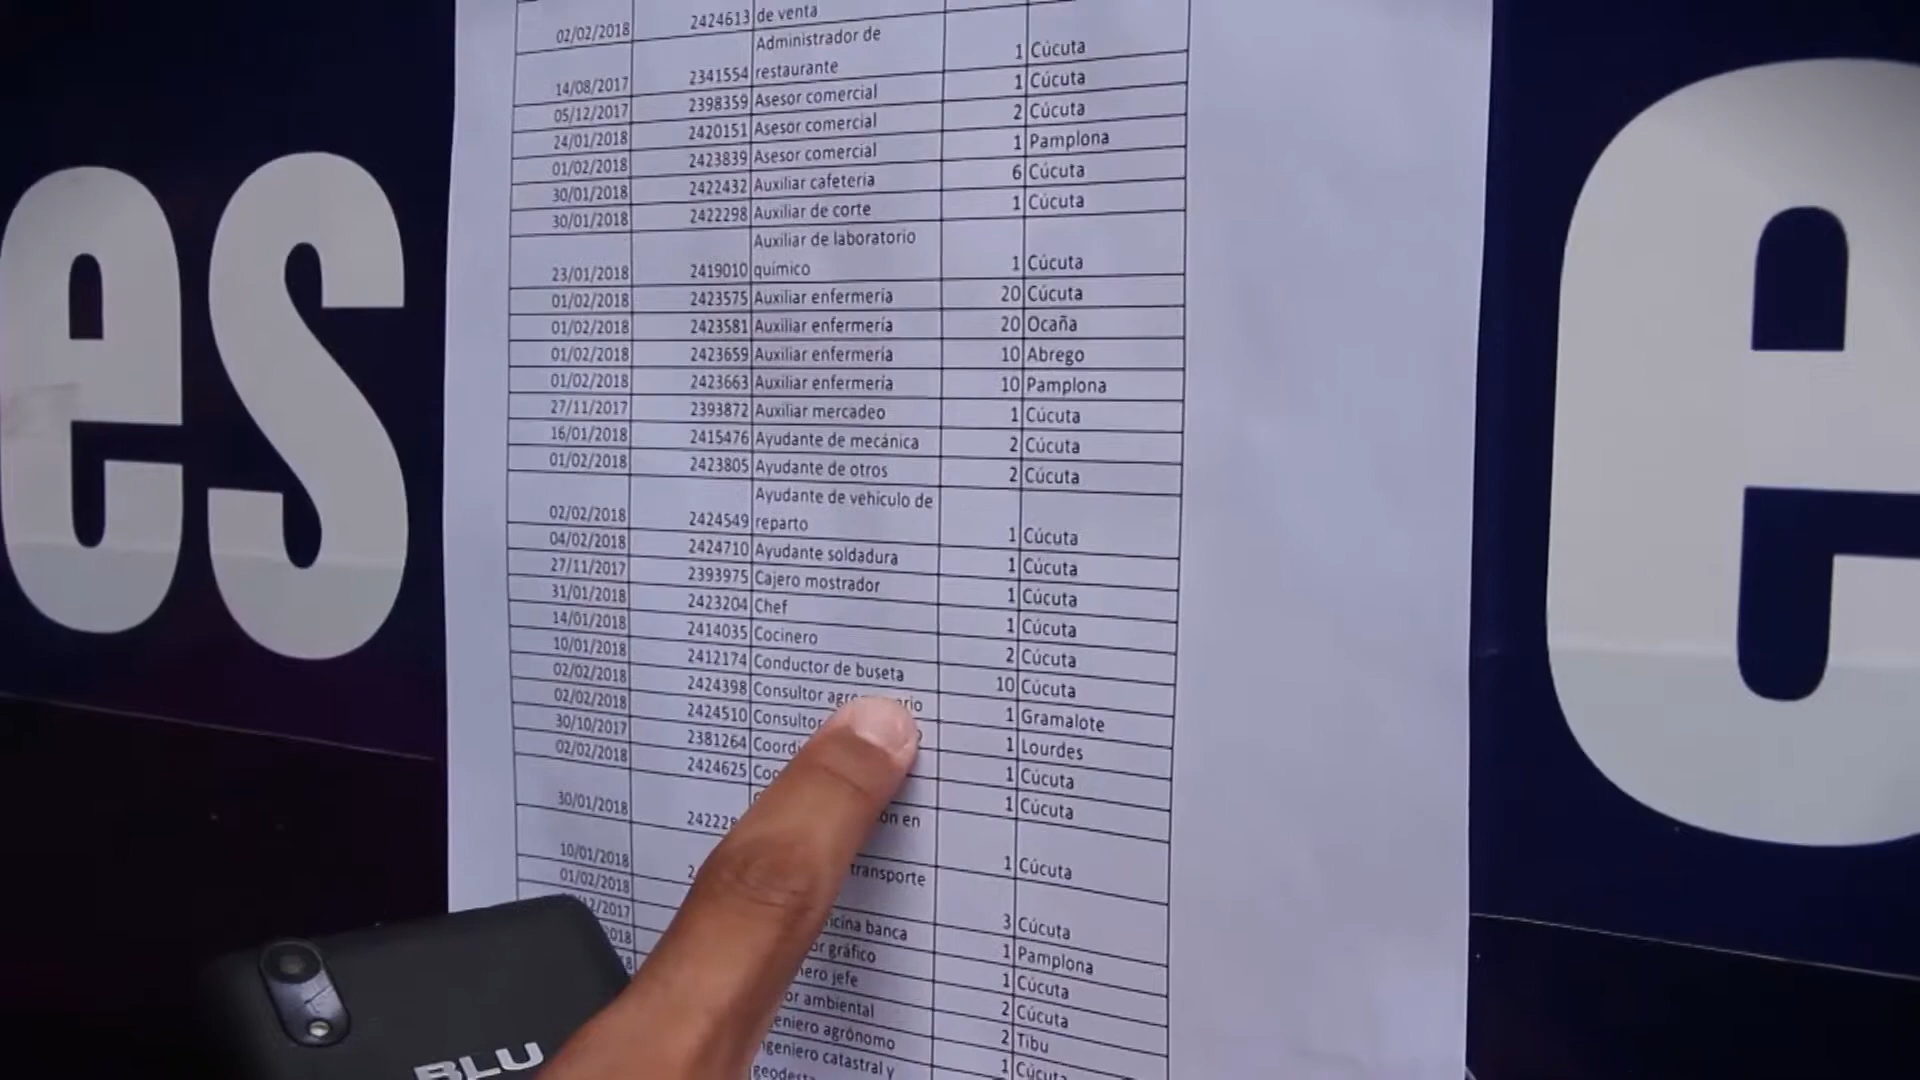 es
e
02/02/2018 2424613 de venta
Administrador de
14/08/2017 2341554 restaurante 1 Cúcuta
05/12/2017 2398359 Asesor comercial 1 Cúcuta
24/01/2018 2420151 Asesor comercial 2 Cúcuta
01/02/2018 2423839 Asesor comercial 1 Pamplona
30/01/2018 2422432 Auxiliar cafeteria 6 Cúcuta
30/01/2018 2422298 Auxiliar de corte 1 Cúcuta
Auxiliar de laboratorio
23/01/2018 2419010 químico 1 Cúcuta
01/02/2018 2423575 Auxiliar enfermería 20 Cúcuta
01/02/2018 2423581 Auxiliar enfermería 20 Ocaña
01/02/2018 2423659 Auxiliar enfermería 10 Abrego
01/02/2018 2423663 Auxiliar enfermería 10 Pamplona
27/11/2017 2393872 Auxiliar mercadeo 1 Cúcuta
16/01/2018 2415476 Ayudante de mecánica 2 Cúcuta
01/02/2018 2423805 Ayudante de otros 2 Cúcuta
Ayudante de vehículo de
02/02/2018 2424549 reparto 1 Cúcuta
04/02/2018 2424710 Ayudante soldadura 1 Cúcuta
27/11/2017 2393975 Cajero mostrador 1 Cúcuta
31/01/2018 2423204 Chef 1 Cúcuta
14/01/2018 2414035 Cocinero 2 Cúcuta
10/01/2018 2412174 Conductor de buseta 10 Cúcuta
02/02/2018 2424398 Consultor 1 Gramalote
02/02/2018 2424510 Consultor 1 Lourdes
30/10/2017 2381264 1 Cúcuta
02/02/2018 2424625 1 Cúcuta
30/01/2018 en 1 Cúcuta
10/01/2018 transporte 3 Cúcuta
01/02/2018 banca 1 Pamplona
gráfico 1 Cúcuta
jefe 2 Cúcuta
ambiental 2 Tibu
agrónomo 1 Cúcuta
catastral y
BLU